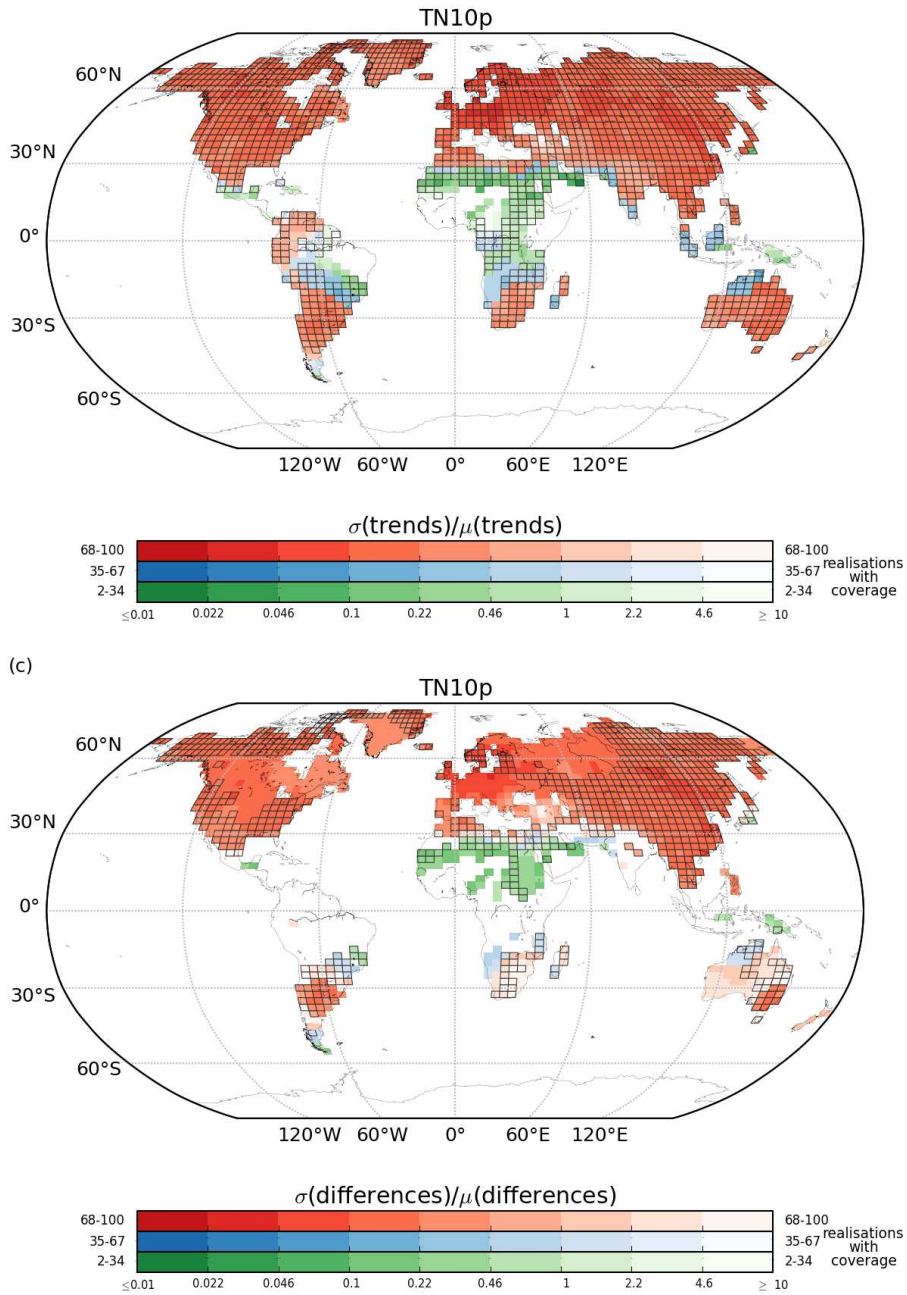 TN10p
60°N
30°N
0°
30°S
60°S
120°W 60°W 0° 60°E 120°E
σ(trends)/μ(trends)
68-100 68-100
35-67 35-67
2-34 2-34
realisations
with
coverage
≤0.01 0.022 0.046 0.1 0.22 0.46 1 2.2 4.6 ≥ 10
(c)
TN10p
60°N
30°N
0°
30°S
60°S
120°W 60°W 0° 60°E 120°E
σ(differences)/μ(differences)
68-100 68-100
35-67 35-67
2-34 2-34
realisations
with
coverage
≤0.01 0.022 0.046 0.1 0.22 0.46 1 2.2 4.6 ≥ 10